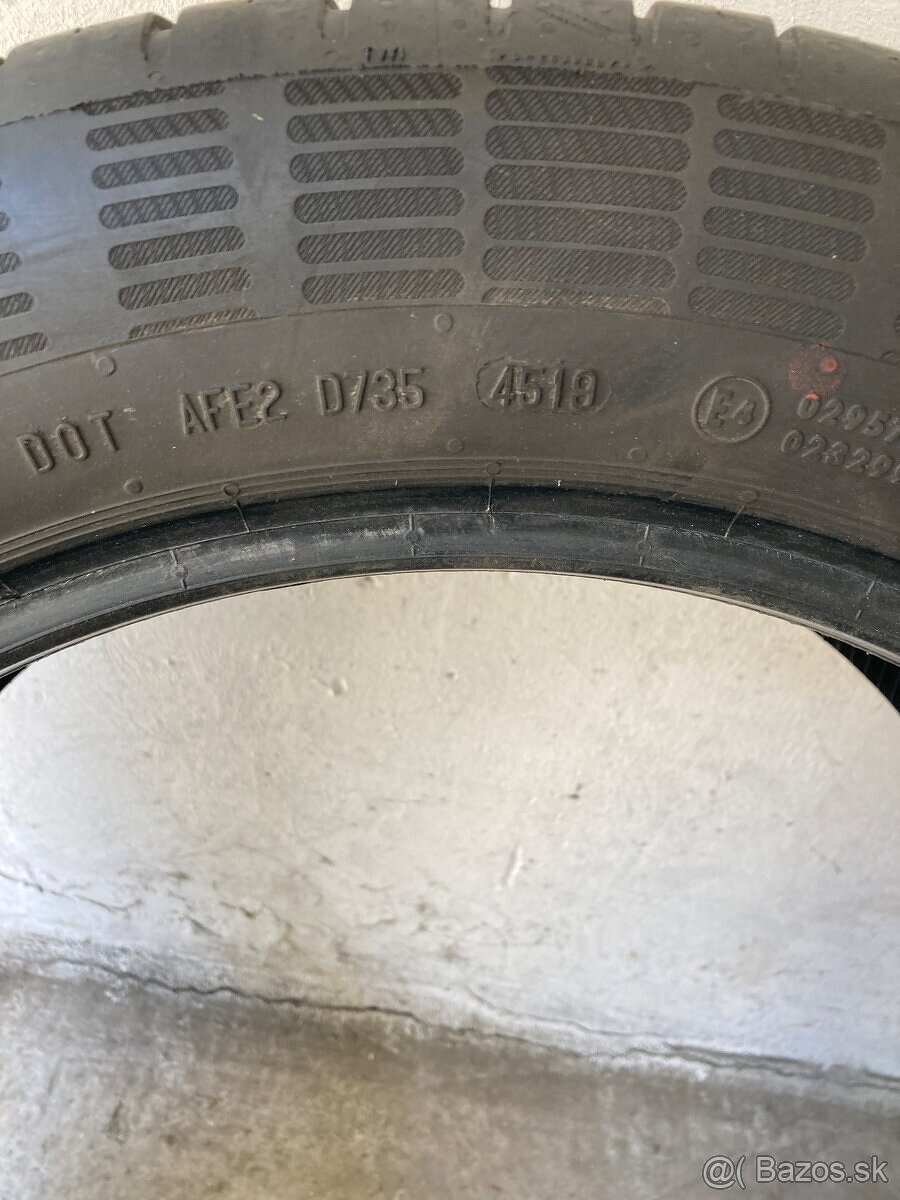 DOT AFE2 D735 4519 E4
@( Bazos.sk